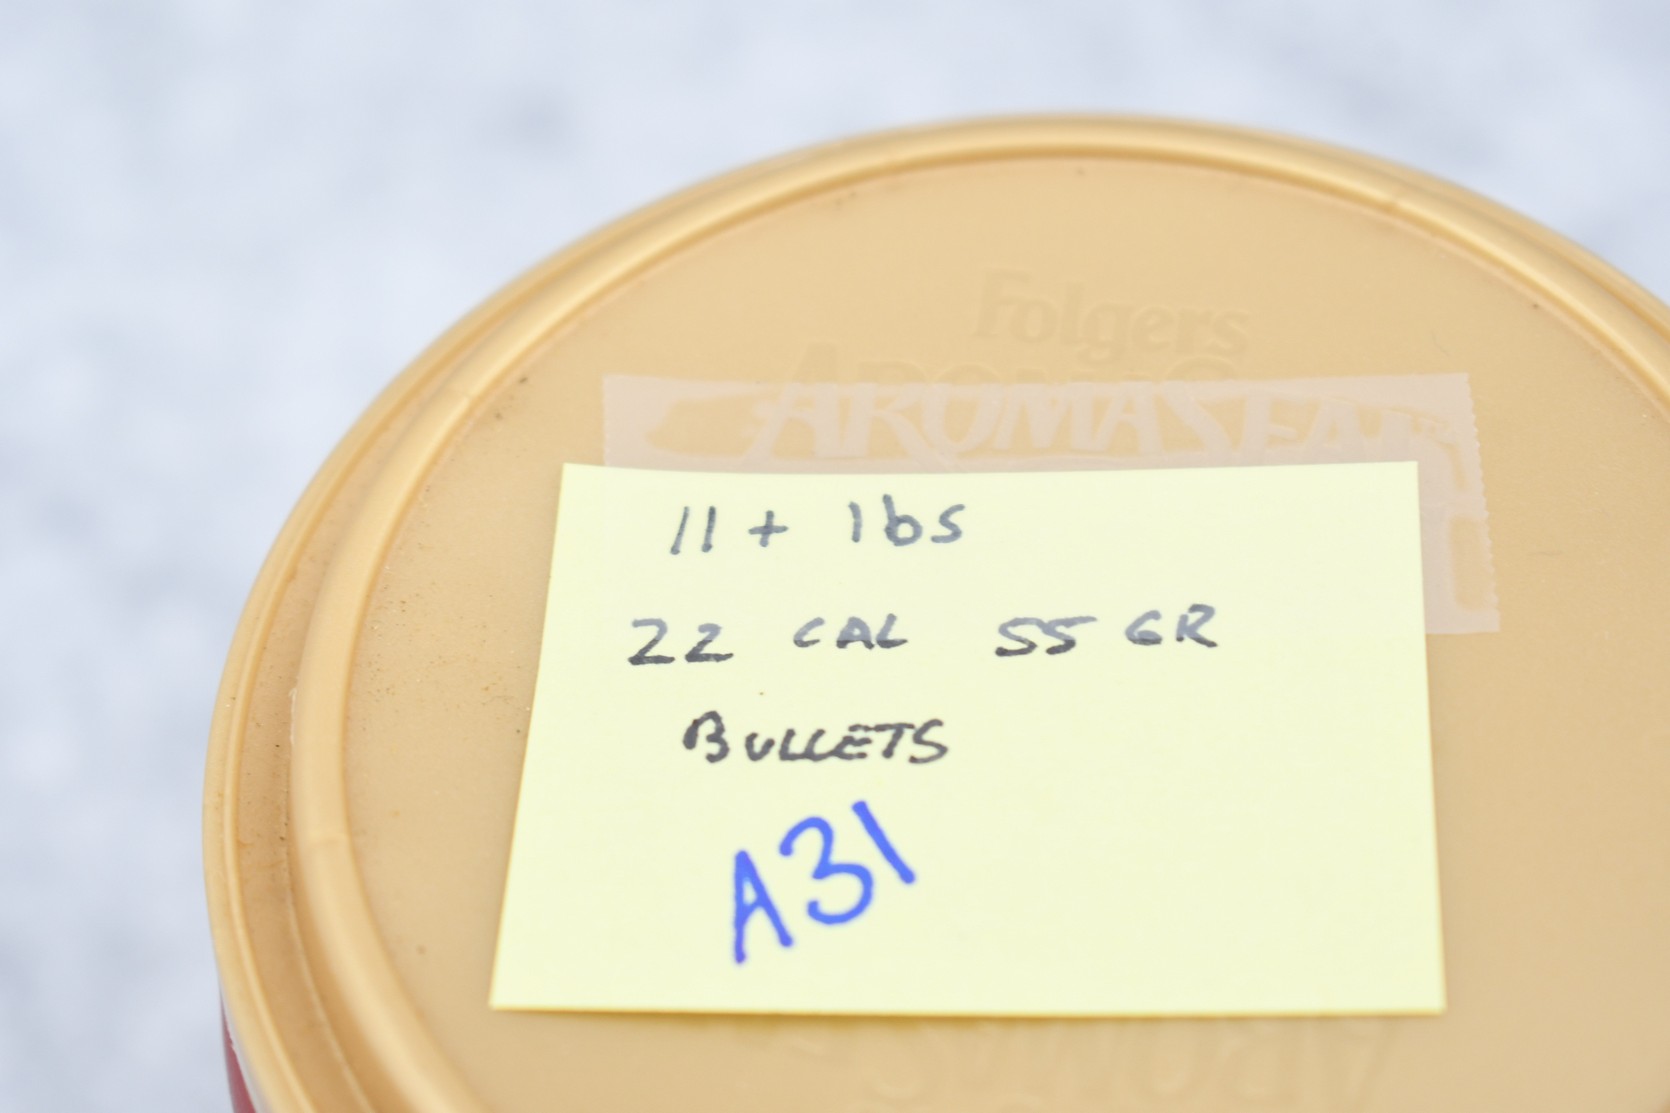 Folgers
AROMASEAL
11 + lbs
22 CAL 55 GR
BULLETS
A31